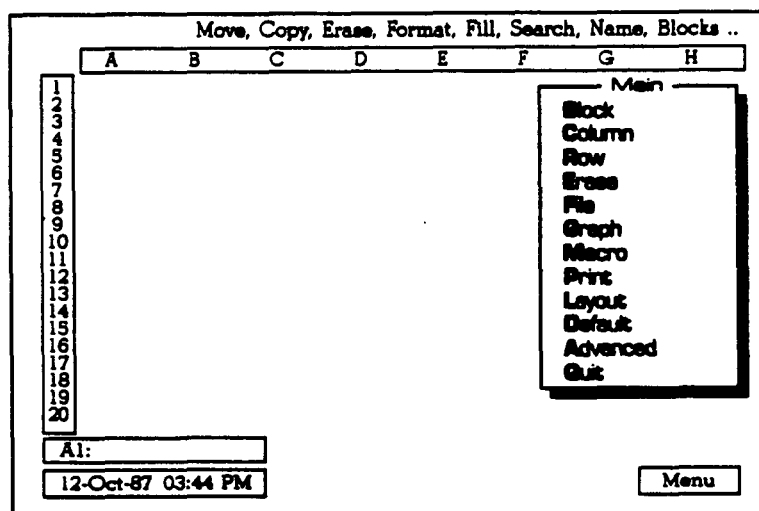 Move, Copy, Erase, Format, Fill, Search, Name, Blocks ..
A B C D E F G H
1
2
3
4
5
6
7
8
9
10
11
12
13
14
15
16
17
18
19
20
Main
Block
Column
Row
Erase
File
Graph
Macro
Print
Layout
Default
Advanced
Quit
A1:
12-Oct-87 03:44 PM
Menu